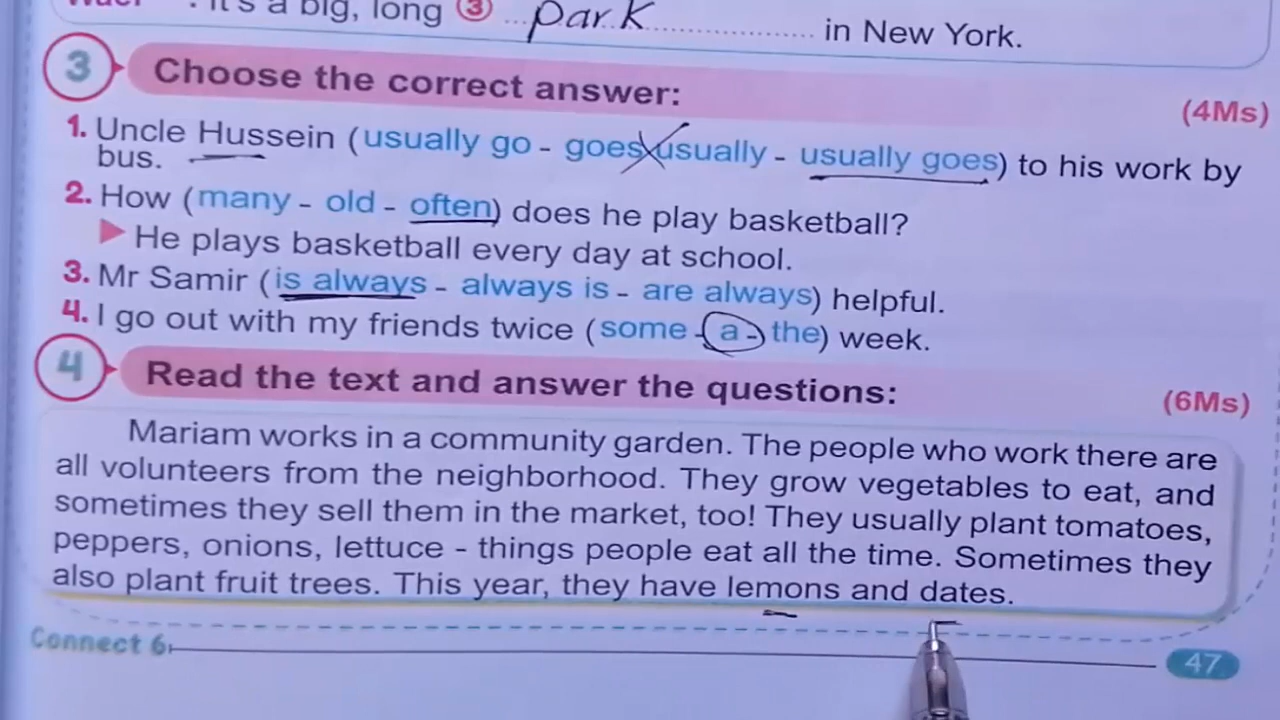 it's a big, long ③ park in New York.
3 Choose the correct answer:
(4Ms)
1. Uncle Hussein (usually go - goes usually - usually goes) to his work by
bus.
2. How (many - old - often) does he play basketball?
He plays basketball every day at school.
3. Mr Samir (is always - always is - are always) helpful.
4. I go out with my friends twice (some - a - the) week.
4 Read the text and answer the questions:
(6Ms)
Mariam works in a community garden. The people who work there are
all volunteers from the neighborhood. They grow vegetables to eat, and
sometimes they sell them in the market, too! They usually plant tomatoes,
peppers, onions, lettuce - things people eat all the time. Sometimes they
also plant fruit trees. This year, they have lemons and dates.
Connect 6
47